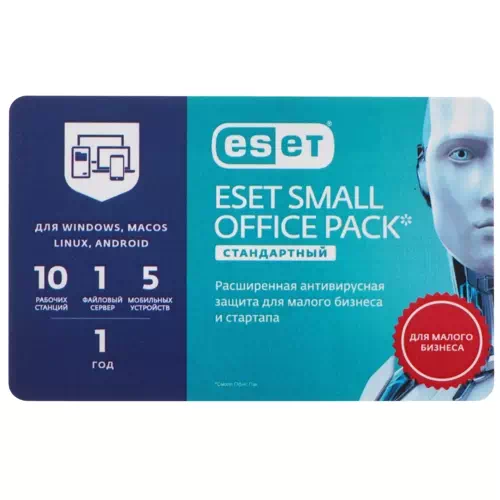 ДЛЯ WINDOWS, MACOS
LINUX, ANDROID
10
РАБОЧИХ
СТАНЦИЙ
1
ФАЙЛОВЫЙ
СЕРВЕР
5
МОБИЛЬНЫХ
УСТРОЙСТВ
1
ГОД
eset
ESET SMALL
OFFICE PACK*
СТАНДАРТНЫЙ
Расширенная антивирусная
защита для малого бизнеса
и стартапа
ДЛЯ МАЛОГО
БИЗНЕСА